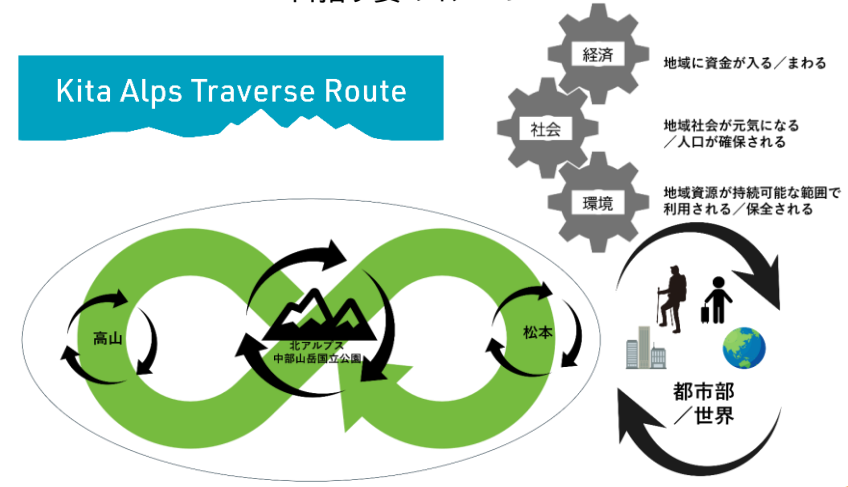 Kita Alps Traverse Route
経済
地域に資金が入る／まわる
社会
地域社会が元気になる
／人口が確保される
環境
地域資源が持続可能な範囲で
利用される／保全される
高山
北アルプス
中部山岳国立公園
松本
都市部
／世界